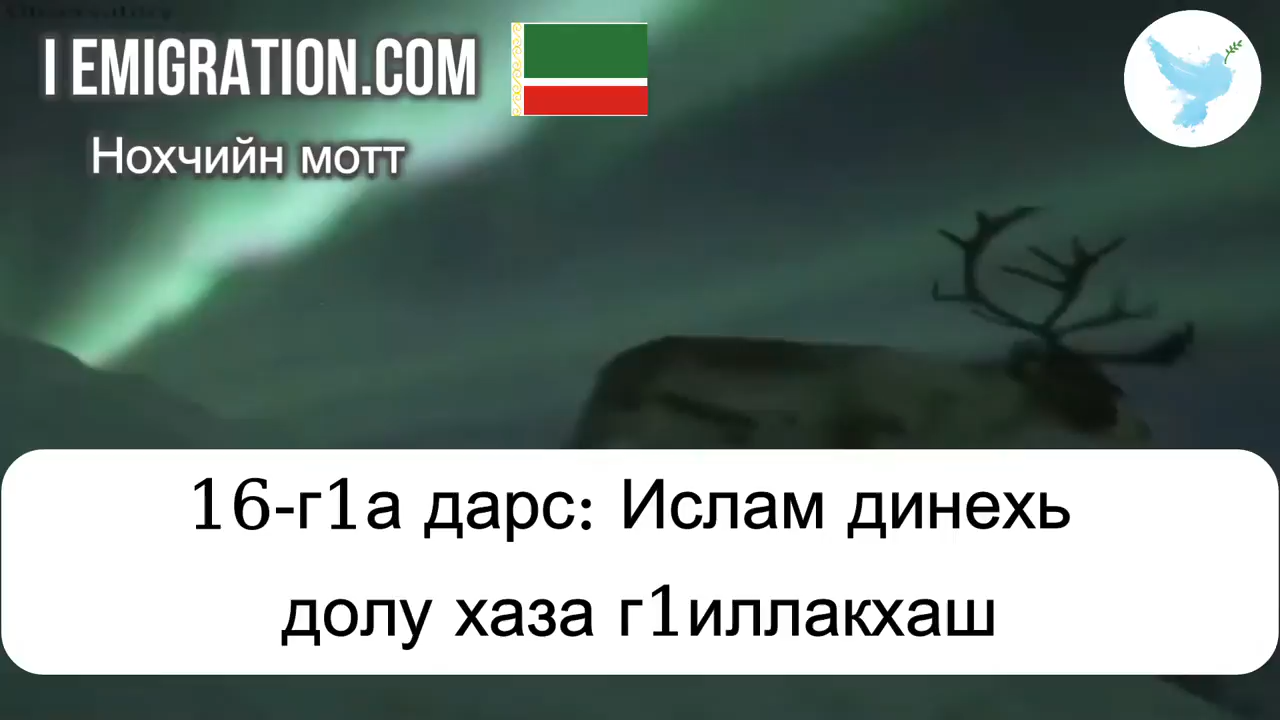 I EMIGRATION.COM
Нохчийн мотт
16-г1а дарс: Ислам динехь
долу хаза г1иллакхаш